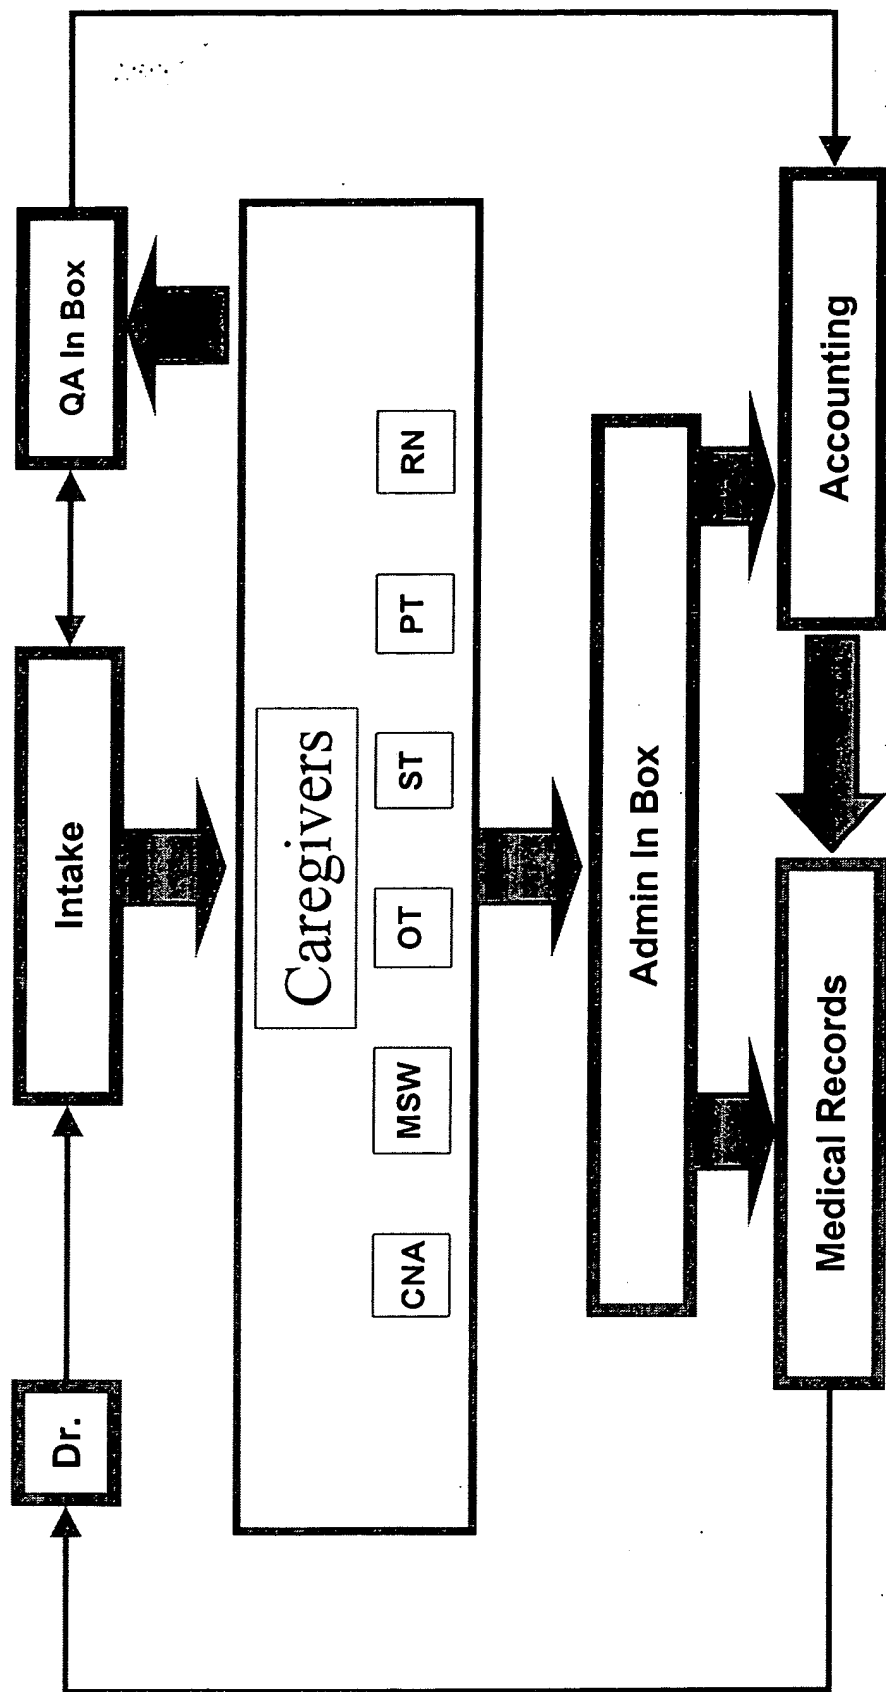 Dr.
Intake
QA In Box
Caregivers
CNA
MSW
OT
ST
PT
RN
Admin In Box
Medical Records
Accounting